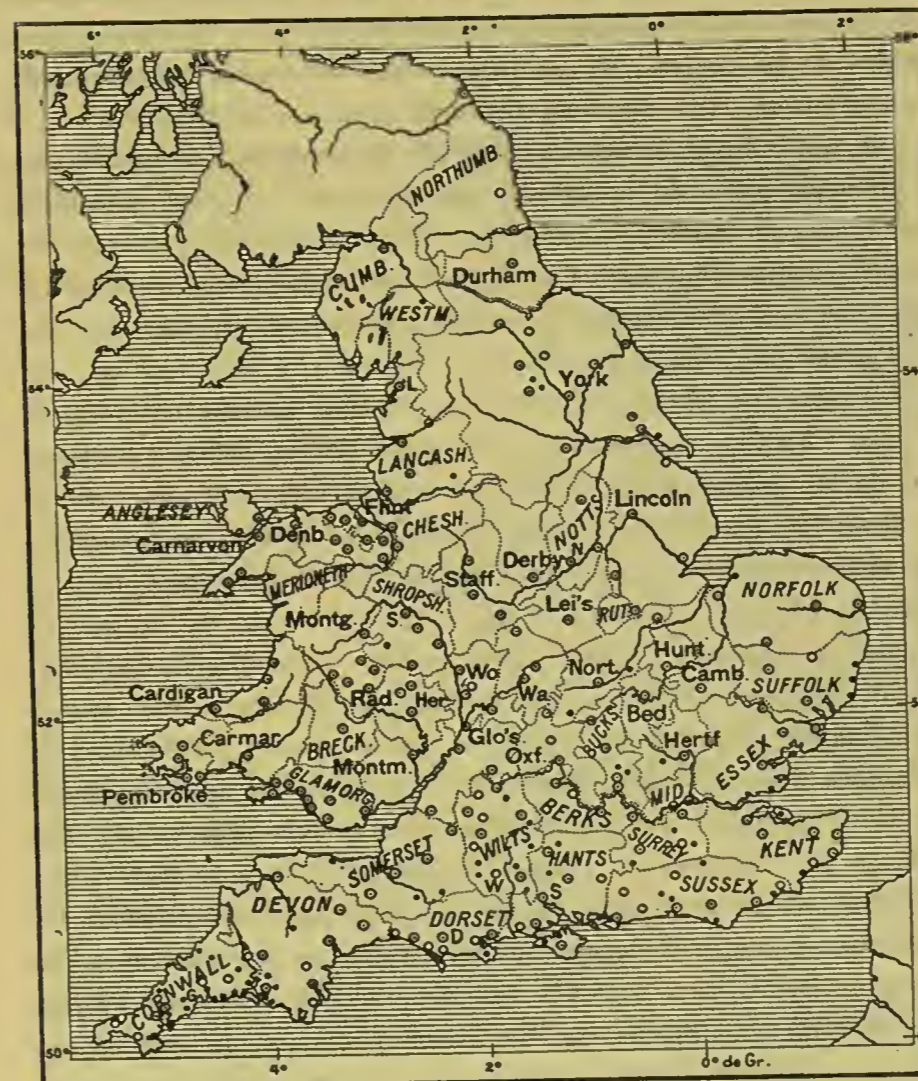 6° 4° 2° 0° 2°
56° 56°
NORTHUMB.
CUMB. Durham
WESTM
54° L York 54°
LANCASH.
ANGLESEY Flint CHESH. NOTTS Lincoln
Carnarvon Denb. Derby N
MERIONETH SHROPSH. Staff. NORFOLK
Montg. S. Lei's RUT.
Hunt.
Cardigan Rad. Her. Wo Wa. Nort. Camb. SUFFOLK
52° Bed 52°
Carmar. BRECK. Glo's Oxf. BUCKS Hertf ESSEX
Pembroke GLAMORG. Montm. MID.
BERKS
SOMERSET WILTS HANTS SURREY KENT
DEVON W S SUSSEX
DORSET
D
CORNWALL
50°
4° 2° 0° de Gr.